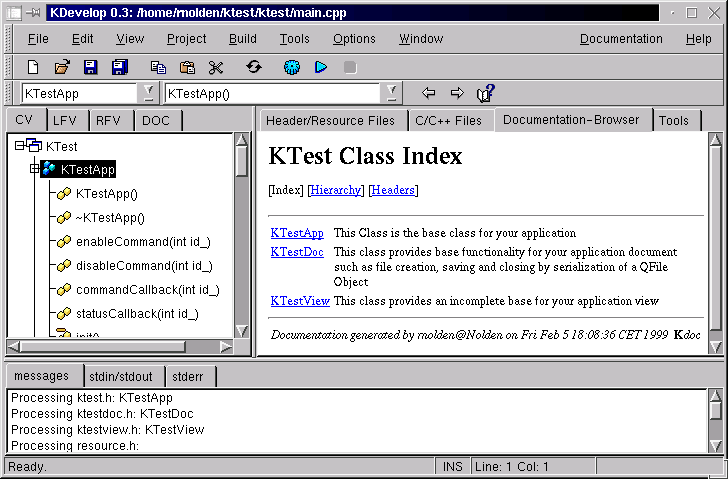 KDevelop 0.3: /home/rnolden/ktest/ktest/main.cpp
File Edit View Project Build Tools Options Window Documentation Help
KTestApp KTestApp()
CV LFV RFV DOC
KTest
KTestApp
KTestApp()
~KTestApp()
enableCommand(int id_)
disableCommand(int id_)
commandCallback(int id_)
statusCallback(int id_)
init()
Header/Resource Files C/C++ Files Documentation-Browser Tools
KTest Class Index
[Index] [Hierarchy] [Headers]
KTestApp This Class is the base class for your application
KTestDoc This class provides base functionality for your application document
such as file creation, saving and closing by serialization of a QFile
Object
KTestView This class provides an incomplete base for your application view
Documentation generated by rnolden@Nolden on Fri Feb 5 18:08:36 CET 1999 Kdoc
messages stdin/stdout stderr
Processing ktest.h: KTestApp
Processing ktestdoc.h: KTestDoc
Processing ktestview.h: KTestView
Processing resource.h:
Ready. INS Line: 1 Col: 1